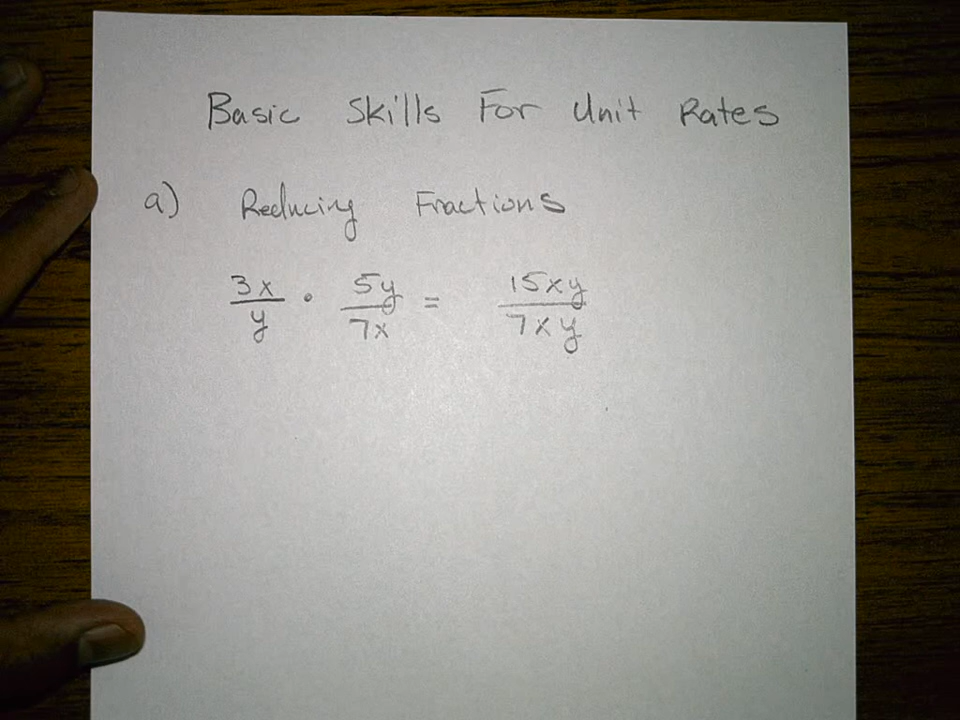 Basic Skills For Unit Rates
a) Reducing Fractions
3x/y · 5y/7x = 15xy/7xy